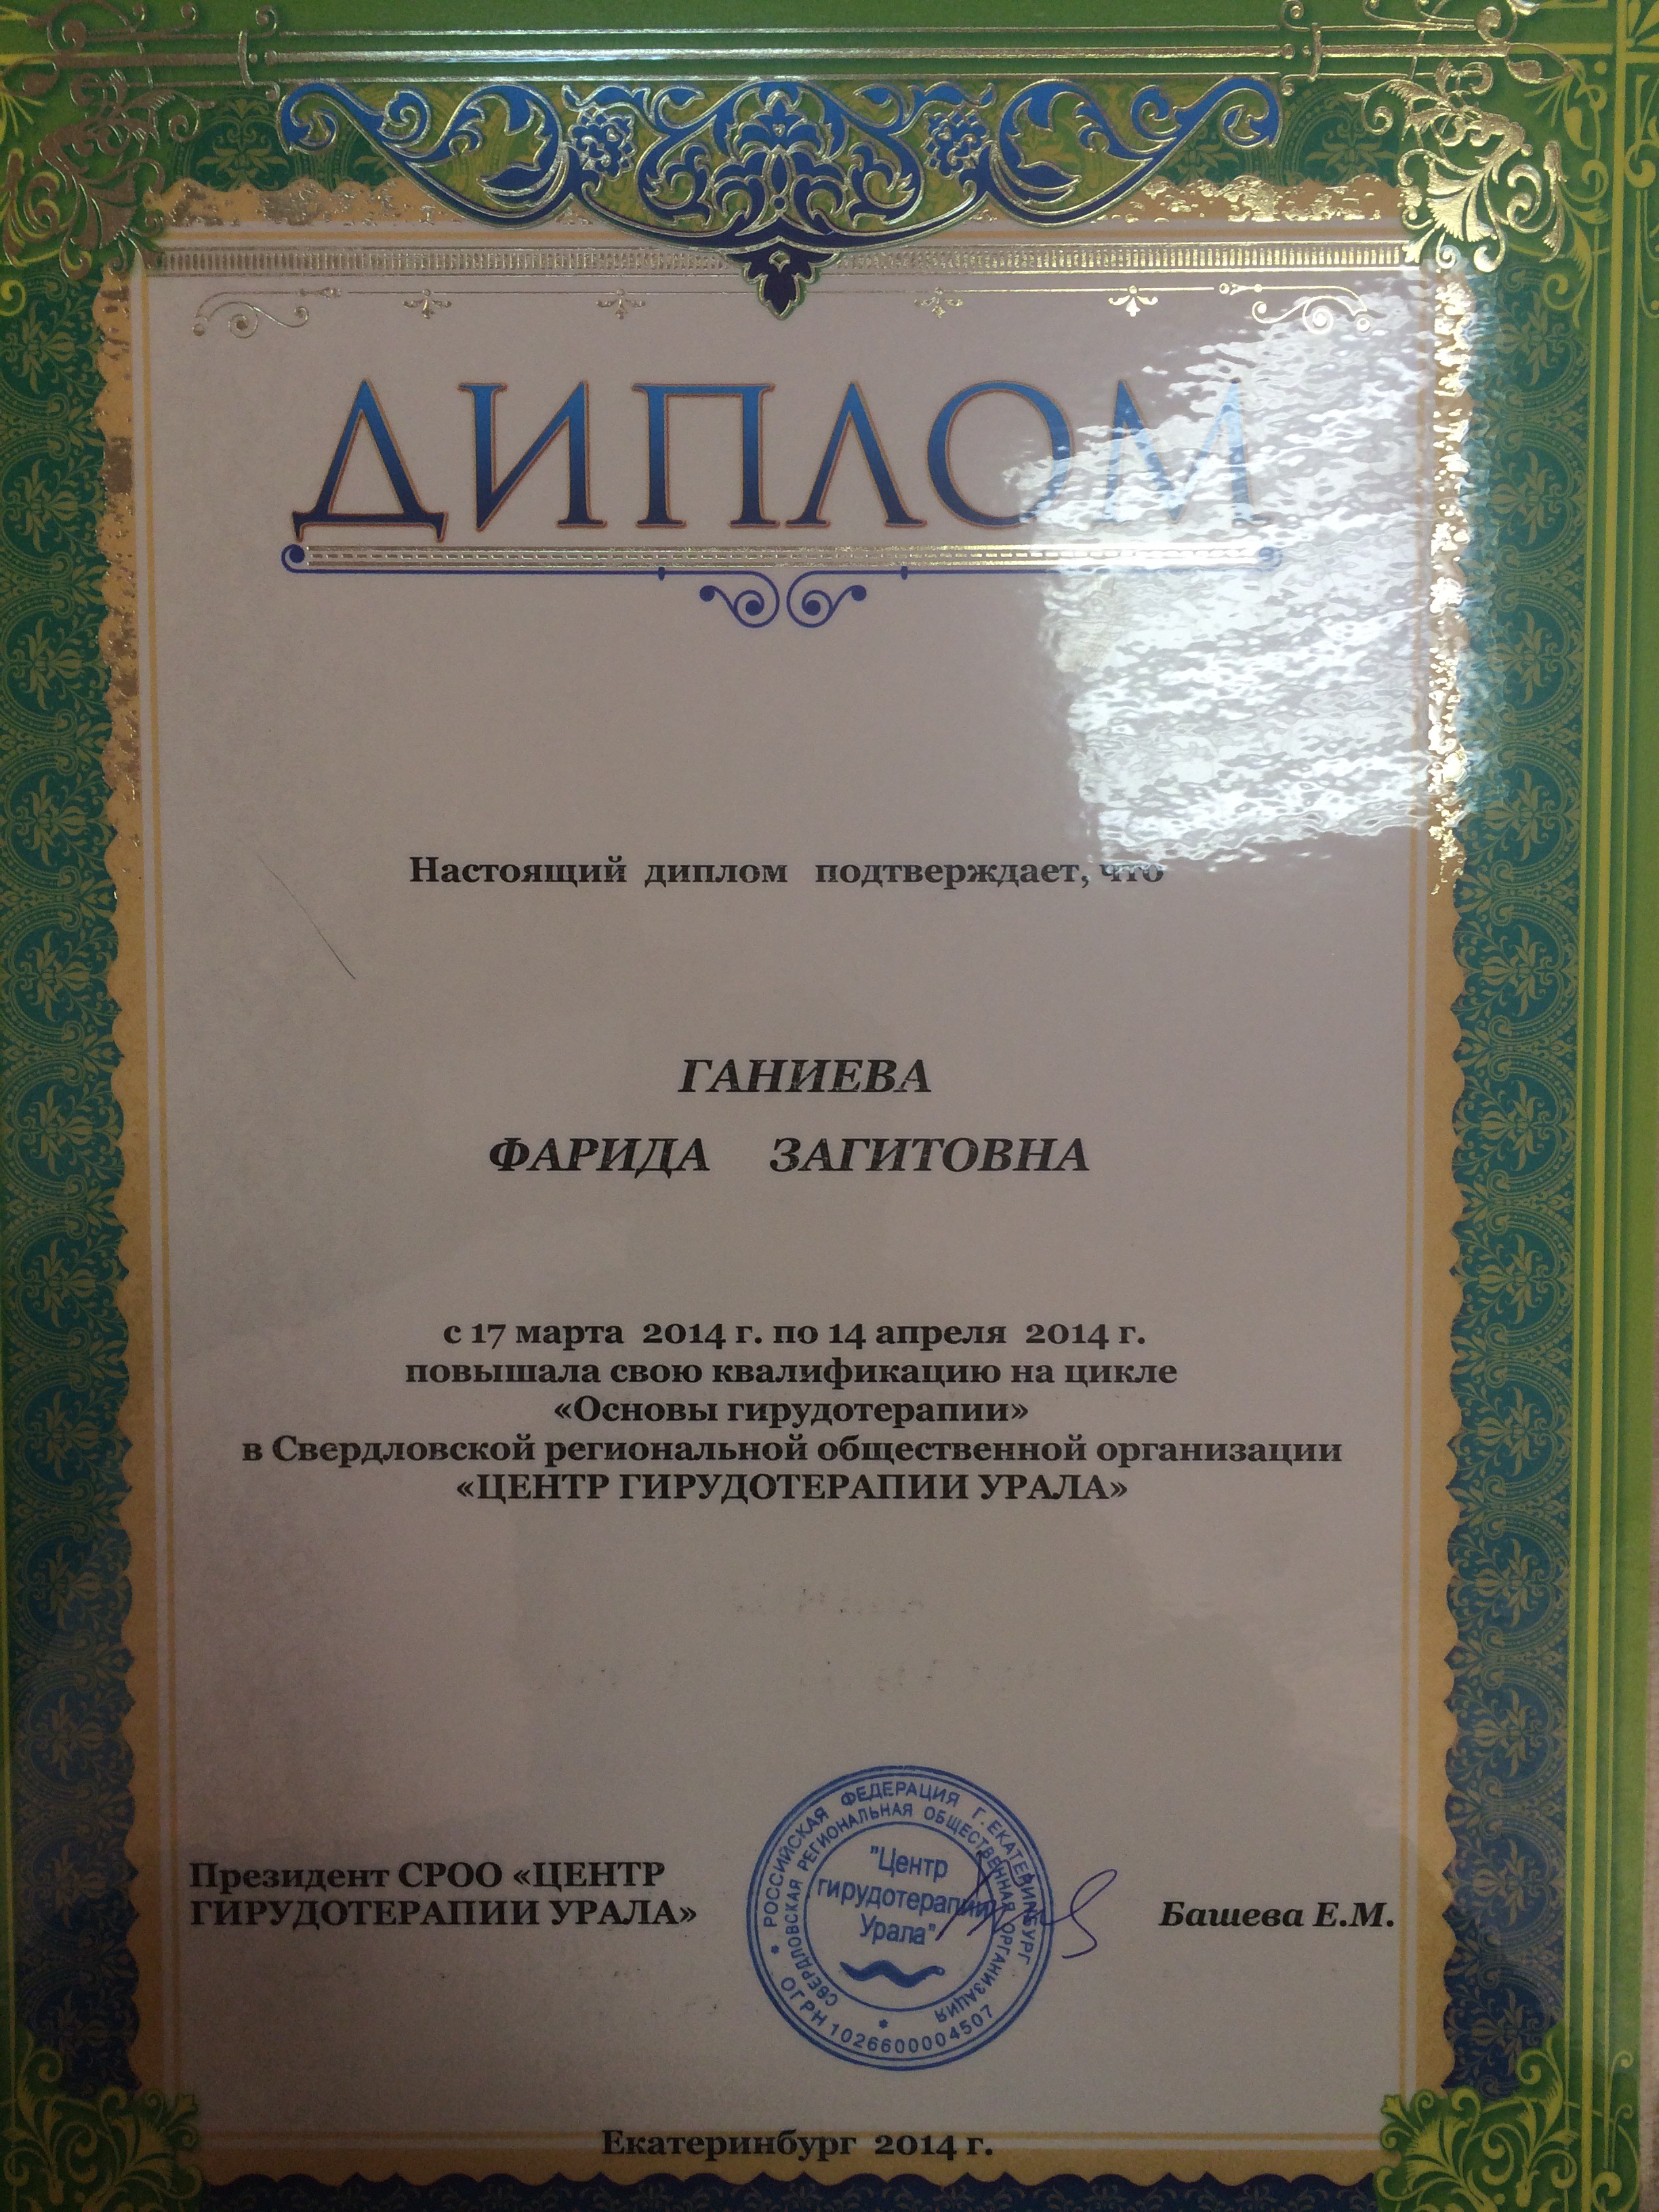 ДИПЛОМ
Настоящий диплом подтверждает, что
ГАНИЕВА
ФАРИДА ЗАГИТОВНА
с 17 марта 2014 г. по 14 апреля 2014 г.
повышала свою квалификацию на цикле
«Основы гирудотерапии»
в Свердловской региональной общественной организации
«ЦЕНТР ГИРУДОТЕРАПИИ УРАЛА»
Президент СРОО «ЦЕНТР
ГИРУДОТЕРАПИИ УРАЛА»
* РОССИЙСКАЯ ФЕДЕРАЦИЯ Г. ЕКАТЕРИНБУРГ
СВЕРДЛОВСКАЯ РЕГИОНАЛЬНАЯ ОБЩЕСТВЕННАЯ ОРГАНИЗАЦИЯ *
"Центр
гирудотерапии
Урала"
ОГРН 1026600004507
Башева Е.М.
Екатеринбург 2014 г.